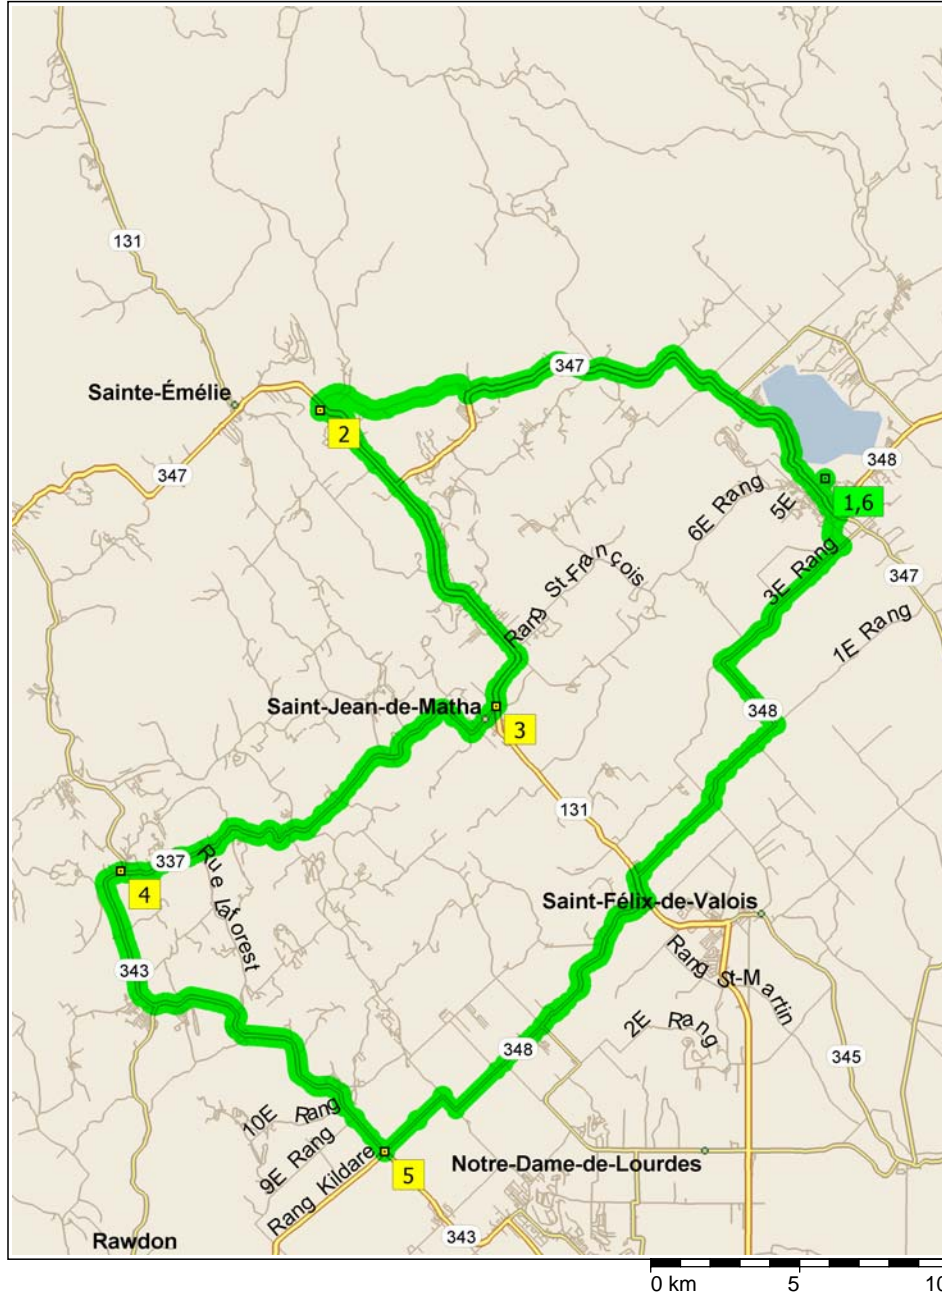 131
347
Sainte-Émélie
2
348
347
6E Rang
5E
1,6
3E Rang
347
Rang St-François
1E Rang
Saint-Jean-de-Matha
3
348
131
337
Rue Laforest
4
Saint-Félix-de-Valois
343
Rang St-Martin
2E Rang
348
345
10E Rang
9E Rang
Rang Kildare
5
Notre-Dame-de-Lourdes
343
Rawdon
0 km 5 10